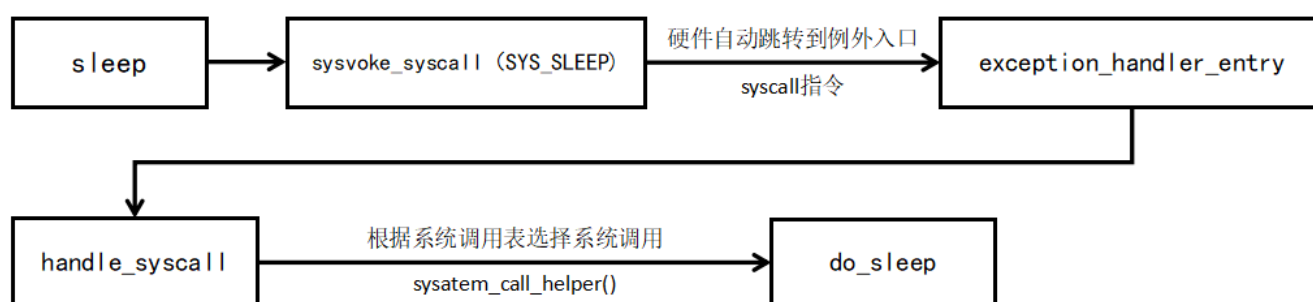 sleep
sysvoke_syscall (SYS_SLEEP)
硬件自动跳转到例外入口
syscall指令
exception_handler_entry
handle_syscall
根据系统调用表选择系统调用
sysatem_call_helper()
do_sleep